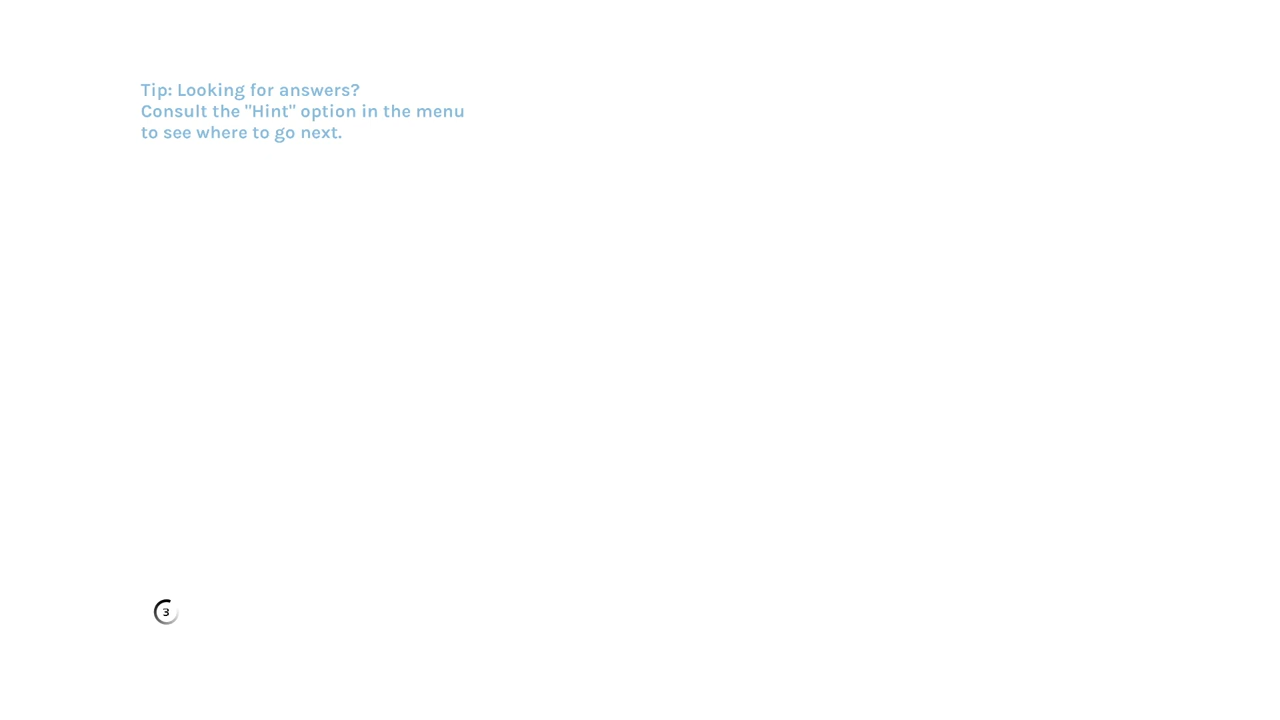 Tip: Looking for answers?
Consult the "Hint" option in the menu
to see where to go next.
3